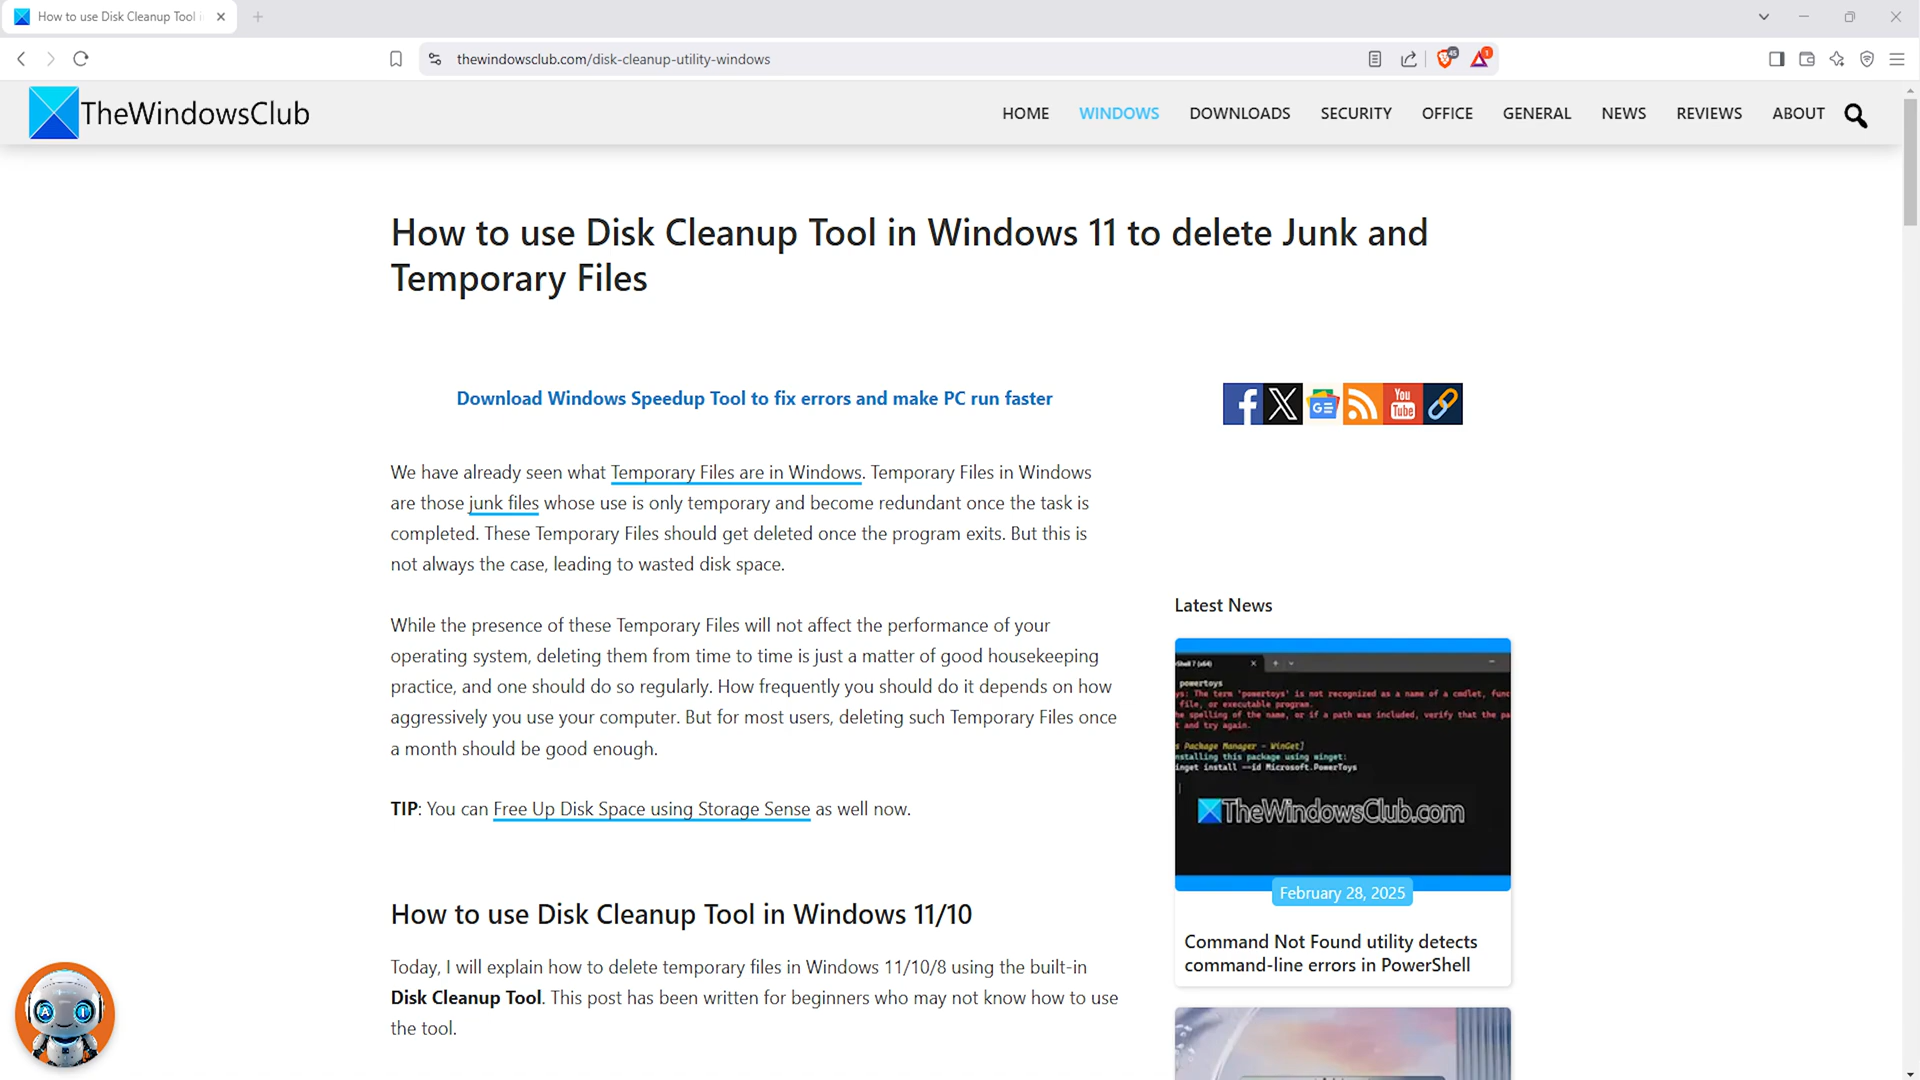 How to use Disk Cleanup Tool i
thewindowsclub.com/disk-cleanup-utility-windows
45
1
TheWindowsClub
HOME WINDOWS DOWNLOADS SECURITY OFFICE GENERAL NEWS REVIEWS ABOUT
How to use Disk Cleanup Tool in Windows 11 to delete Junk and
Temporary Files
Download Windows Speedup Tool to fix errors and make PC run faster
GE
You
Tube
We have already seen what Temporary Files are in Windows. Temporary Files in Windows
are those junk files whose use is only temporary and become redundant once the task is
completed. These Temporary Files should get deleted once the program exits. But this is
not always the case, leading to wasted disk space.
While the presence of these Temporary Files will not affect the performance of your
operating system, deleting them from time to time is just a matter of good housekeeping
practice, and one should do so regularly. How frequently you should do it depends on how
aggressively you use your computer. But for most users, deleting such Temporary Files once
a month should be good enough.
TIP: You can Free Up Disk Space using Storage Sense as well now.
How to use Disk Cleanup Tool in Windows 11/10
Today, I will explain how to delete temporary files in Windows 11/10/8 using the built-in
Disk Cleanup Tool. This post has been written for beginners who may not know how to use
the tool.
Latest News
rShell 7 (x64)
powertoys
ys: The term 'powertoys' is not recognized as a name of a cmdlet, func
file, or executable program.
he spelling of the name, or if a path was included, verify that the pa
t and try again.
s Package Manager - WinGet]
nstalling this package using winget:
inget install --id Microsoft.PowerToys
TheWindowsClub.com
February 28, 2025
Command Not Found utility detects
command-line errors in PowerShell
A I